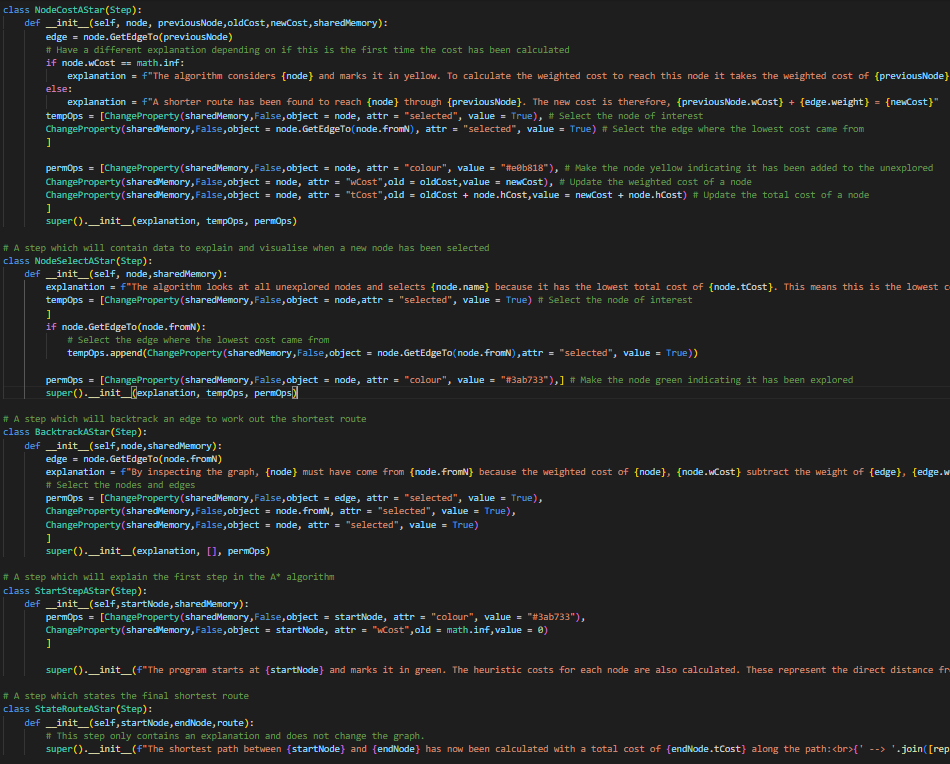 class NodeCostAStar(Step):
    def __init__(self, node, previousNode,oldCost,newCost,sharedMemory):
        edge = node.GetEdgeTo(previousNode)
        # Have a different explanation depending on if this is the first time the cost has been calculated
        if node.wCost == math.inf:
            explanation = f"The algorithm considers {node} and marks it in yellow. To calculate the weighted cost to reach this node it takes the weighted cost of {previousNode}
        else:
            explanation = f"A shorter route has been found to reach {node} through {previousNode}. The new cost is therefore, {previousNode.wCost} + {edge.weight} = {newCost}"
        tempOps = [ChangeProperty(sharedMemory,False,object = node, attr = "selected", value = True), # Select the node of interest
        ChangeProperty(sharedMemory,False,object = node.GetEdgeTo(node.fromN), attr = "selected", value = True) # Select the edge where the lowest cost came from
        ]

        permOps = [ChangeProperty(sharedMemory,False,object = node, attr = "colour", value = "#e0b818"), # Make the node yellow indicating it has been added to the unexplored
        ChangeProperty(sharedMemory,False,object = node, attr = "wCost",old = oldCost,value = newCost), # Update the weighted cost of a node
        ChangeProperty(sharedMemory,False,object = node, attr = "tCost",old = oldCost + node.hCost,value = newCost + node.hCost) # Update the total cost of a node
        ]
        super().__init__(explanation, tempOps, permOps)

# A step which will contain data to explain and visualise when a new node has been selected
class NodeSelectAStar(Step):
    def __init__(self, node,sharedMemory):
        explanation = f"The algorithm looks at all unexplored nodes and selects {node.name} because it has the lowest total cost of {node.tCost}. This means this is the lowest c
        tempOps = [ChangeProperty(sharedMemory,False,object = node,attr = "selected", value = True) # Select the node of interest
        ]
        if node.GetEdgeTo(node.fromN):
            # Select the edge where the lowest cost came from
            tempOps.append(ChangeProperty(sharedMemory,False,object = node.GetEdgeTo(node.fromN),attr = "selected", value = True))

        permOps = [ChangeProperty(sharedMemory,False,object = node, attr = "colour", value = "#3ab733"),] # Make the node green indicating it has been explored
        super().__init__(explanation, tempOps, permOps)

# A step which will backtrack an edge to work out the shortest route
class BacktrackAStar(Step):
    def __init__(self,node,sharedMemory):
        edge = node.GetEdgeTo(node.fromN)
        explanation = f"By inspecting the graph, {node} must have come from {node.fromN} because the weighted cost of {node}, {node.wCost} subtract the weight of {edge}, {edge.w
        # Select the nodes and edges
        permOps = [ChangeProperty(sharedMemory,False,object = edge, attr = "selected", value = True),
        ChangeProperty(sharedMemory,False,object = node.fromN, attr = "selected", value = True),
        ChangeProperty(sharedMemory,False,object = node, attr = "selected", value = True)
        ]
        super().__init__(explanation, [], permOps)

# A step which will explain the first step in the A* algorithm
class StartStepAStar(Step):
    def __init__(self,startNode,sharedMemory):
        permOps = [ChangeProperty(sharedMemory,False,object = startNode, attr = "colour", value = "#3ab733"),
        ChangeProperty(sharedMemory,False,object = startNode, attr = "wCost",old = math.inf,value = 0)
        ]

        super().__init__(f"The program starts at {startNode} and marks it in green. The heuristic costs for each node are also calculated. These represent the direct distance fr

# A step which states the final shortest route
class StateRouteAStar(Step):
    def __init__(self,startNode,endNode,route):
        # This step only contains an explanation and does not change the graph.
        super().__init__(f"The shortest path between {startNode} and {endNode} has now been calculated with a total cost of {endNode.tCost} along the path:<br>{' --> '.join([rep